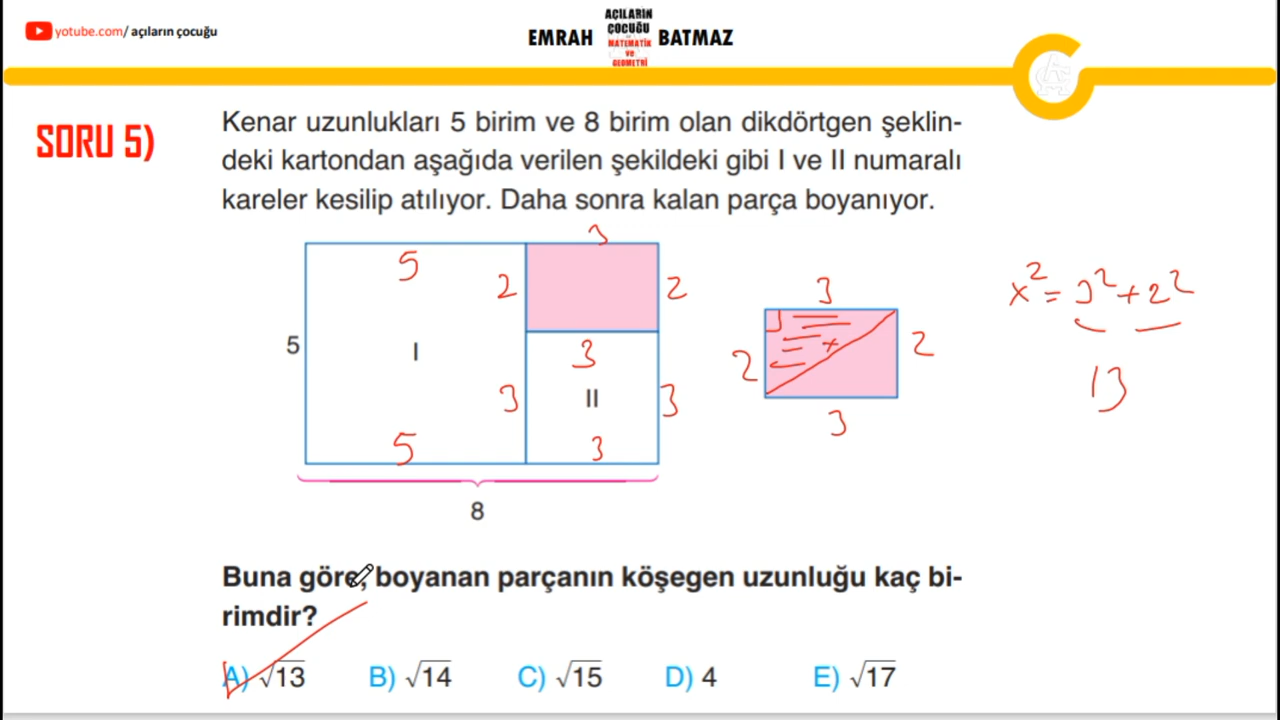 yotube.com/ açıların çocuğu
EMRAH
AÇILARIN
ÇOCUĞU
MATEMATİK
ve
GEOMETRİ
BATMAZ
SORU 5)
Kenar uzunlukları 5 birim ve 8 birim olan dikdörtgen şeklin-
deki kartondan aşağıda verilen şekildeki gibi I ve II numaralı
kareler kesilip atılıyor. Daha sonra kalan parça boyanıyor.
3
5
2
2
5
I
3
3
II
3
5
3
8
3
2
x
2
3
x² = 3² + 2²
13
Buna göre, boyanan parçanın köşegen uzunluğu kaç bi-
rimdir?
A) √13 B) √14 C) √15 D) 4 E) √17